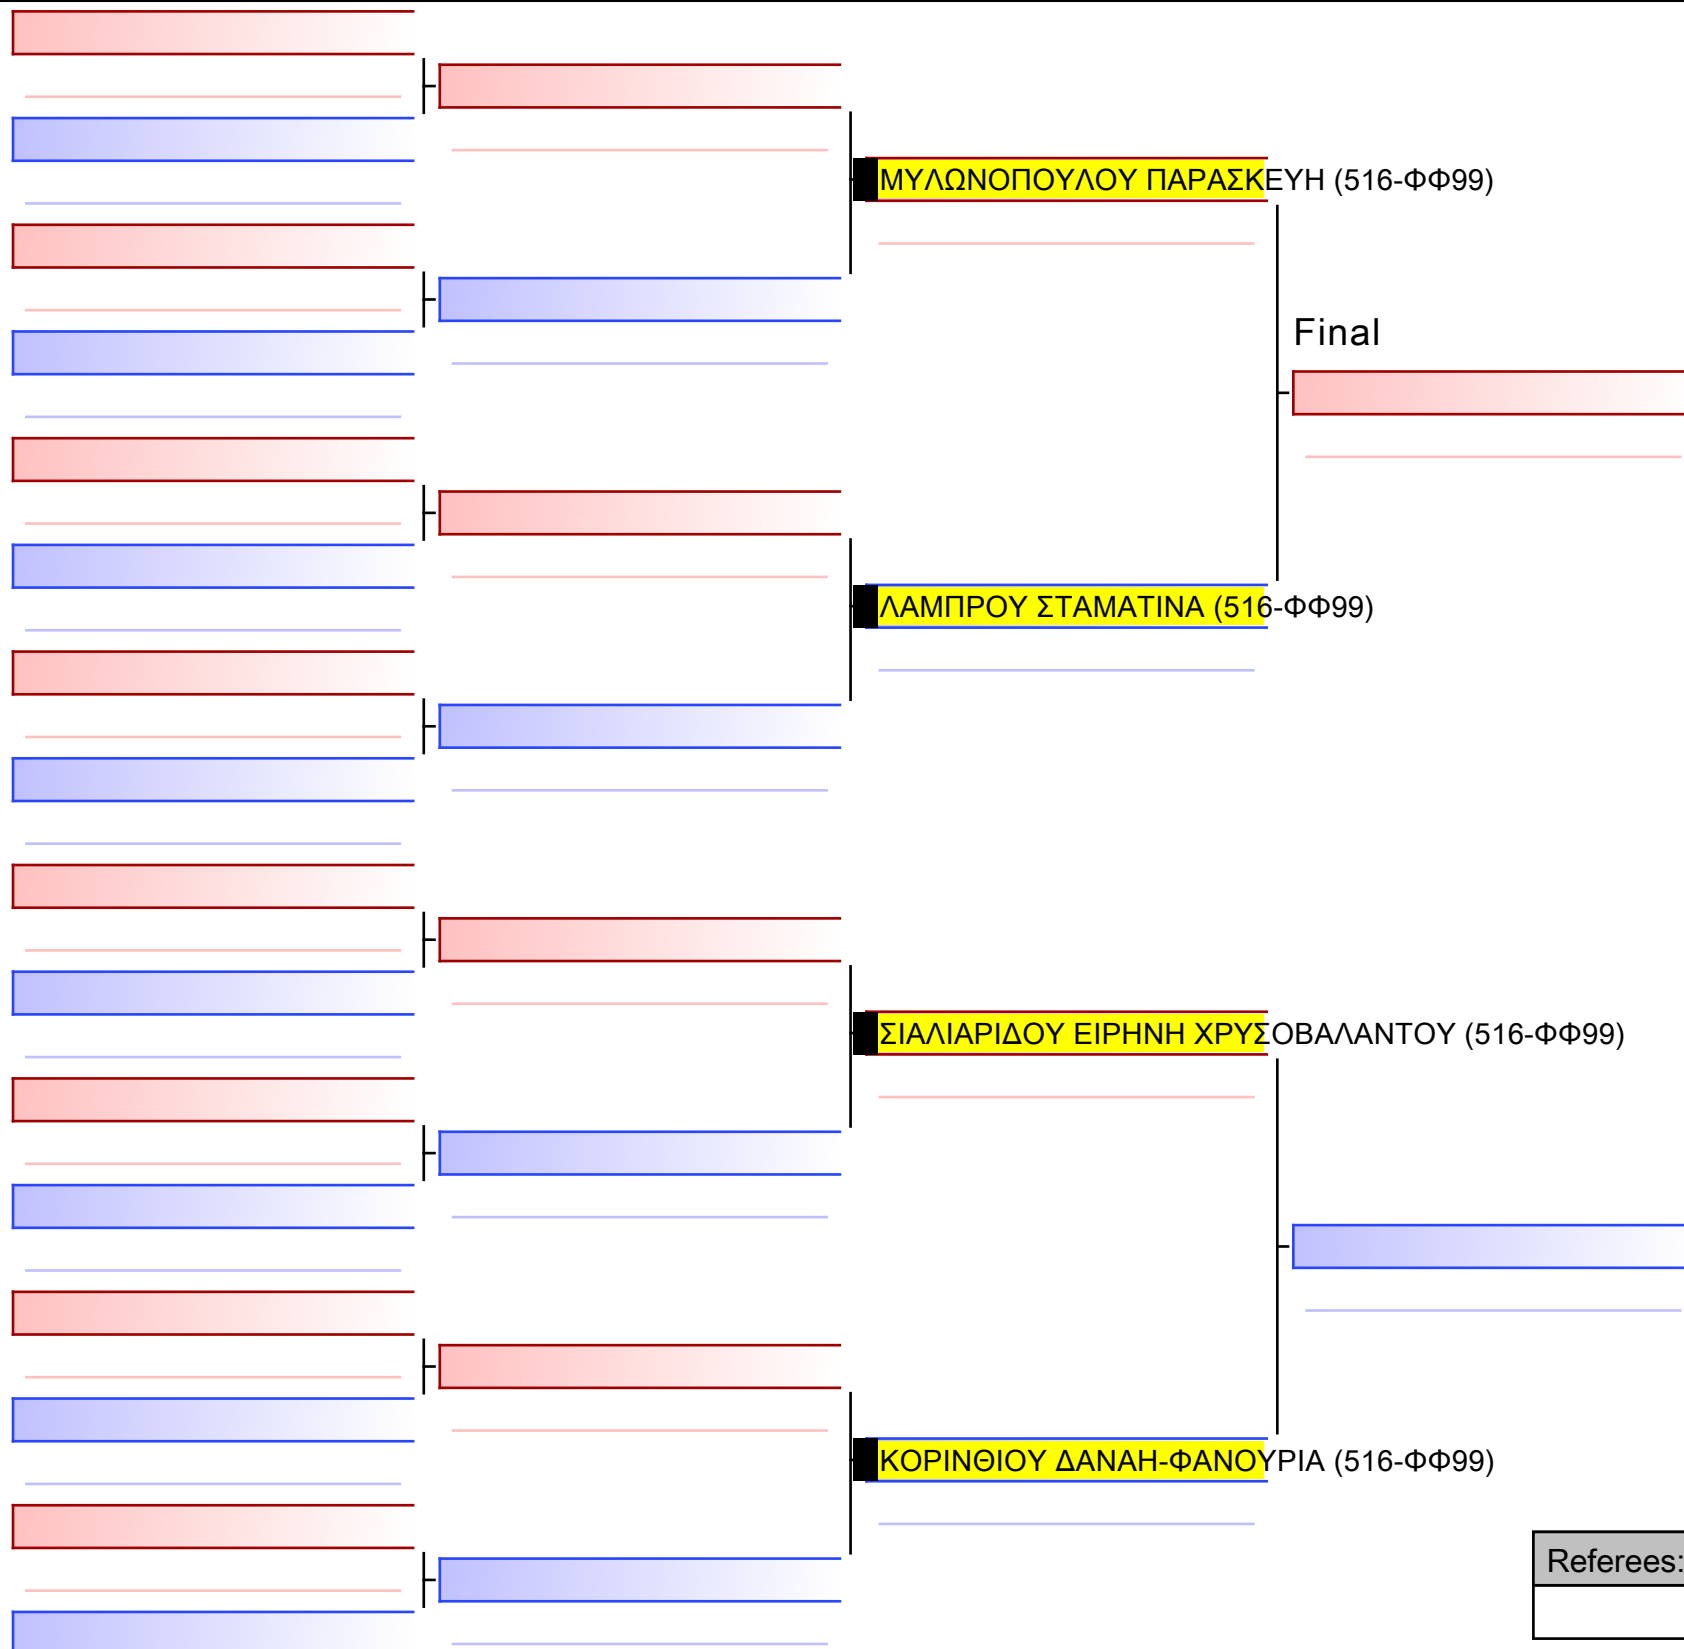 ΜΥΛΩΝΟΠΟΥΛΟΥ ΠΑΡΑΣΚΕΥΗ (516-ΦΦ99)
Final
ΛΑΜΠΡΟΥ ΣΤΑΜΑΤΙΝΑ (516-ΦΦ99)
ΣΙΑΛΙΑΡΙΔΟΥ ΕΙΡΗΝΗ ΧΡΥΣΟΒΑΛΑΝΤΟΥ (516-ΦΦ99)
ΚΟΡΙΝΘΙΟΥ ΔΑΝΑΗ-ΦΑΝΟΥΡΙΑ (516-ΦΦ99)
Referees: